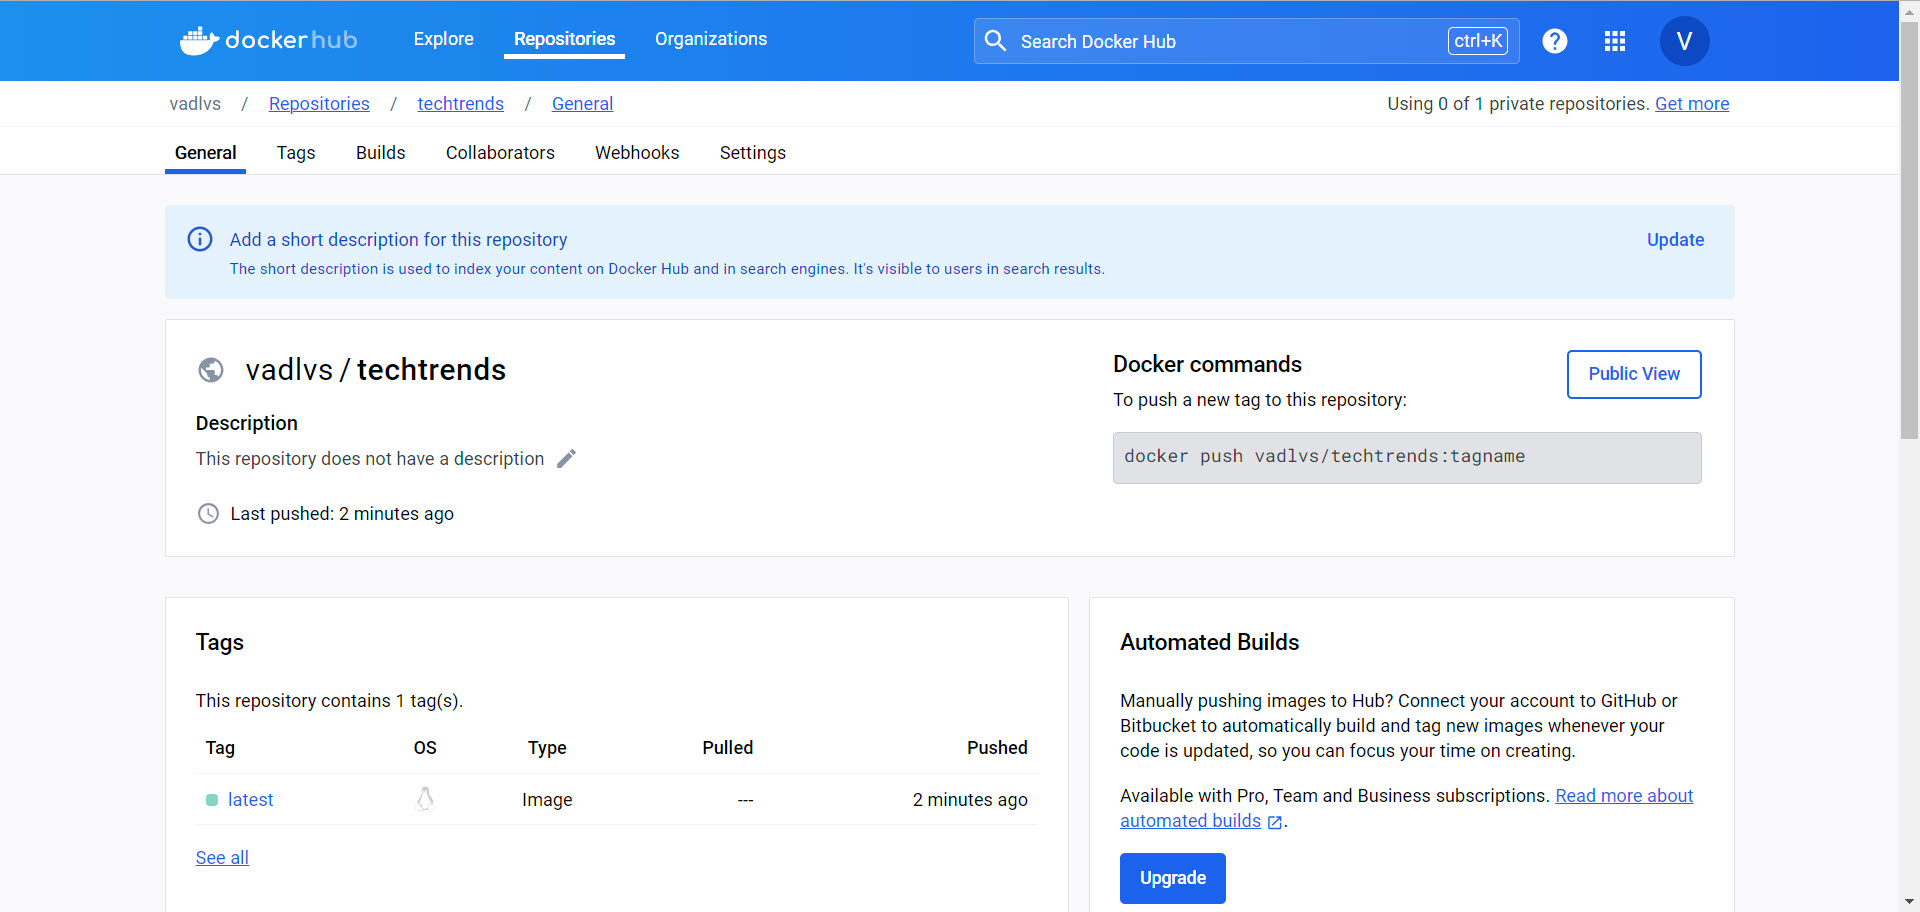 docker hub Explore Repositories Organizations Search Docker Hub ctrl+K ? V
vadlvs / Repositories / techtrends / General Using 0 of 1 private repositories. Get more
General Tags Builds Collaborators Webhooks Settings
Add a short description for this repository Update
The short description is used to index your content on Docker Hub and in search engines. It's visible to users in search results.
vadlvs / techtrends
Description
This repository does not have a description
Last pushed: 2 minutes ago
Docker commands
Public View
To push a new tag to this repository:
docker push vadlvs/techtrends:tagname
Tags
This repository contains 1 tag(s).
Tag OS Type Pulled Pushed
latest Image --- 2 minutes ago
See all
Automated Builds
Manually pushing images to Hub? Connect your account to GitHub or
Bitbucket to automatically build and tag new images whenever your
code is updated, so you can focus your time on creating.
Available with Pro, Team and Business subscriptions. Read more about
automated builds .
Upgrade